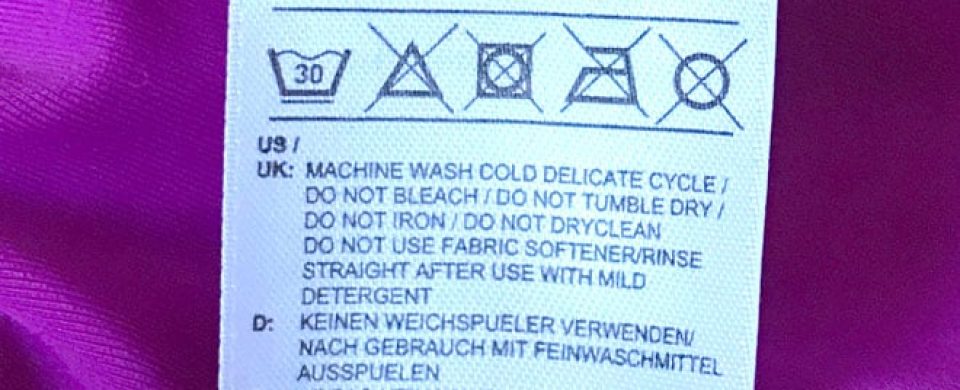 30
US /
UK: MACHINE WASH COLD DELICATE CYCLE /
DO NOT BLEACH / DO NOT TUMBLE DRY /
DO NOT IRON / DO NOT DRYCLEAN
DO NOT USE FABRIC SOFTENER/RINSE
STRAIGHT AFTER USE WITH MILD
DETERGENT
D: KEINEN WEICHSPUELER VERWENDEN/
NACH GEBRAUCH MIT FEINWASCHMITTEL
AUSSPUELEN